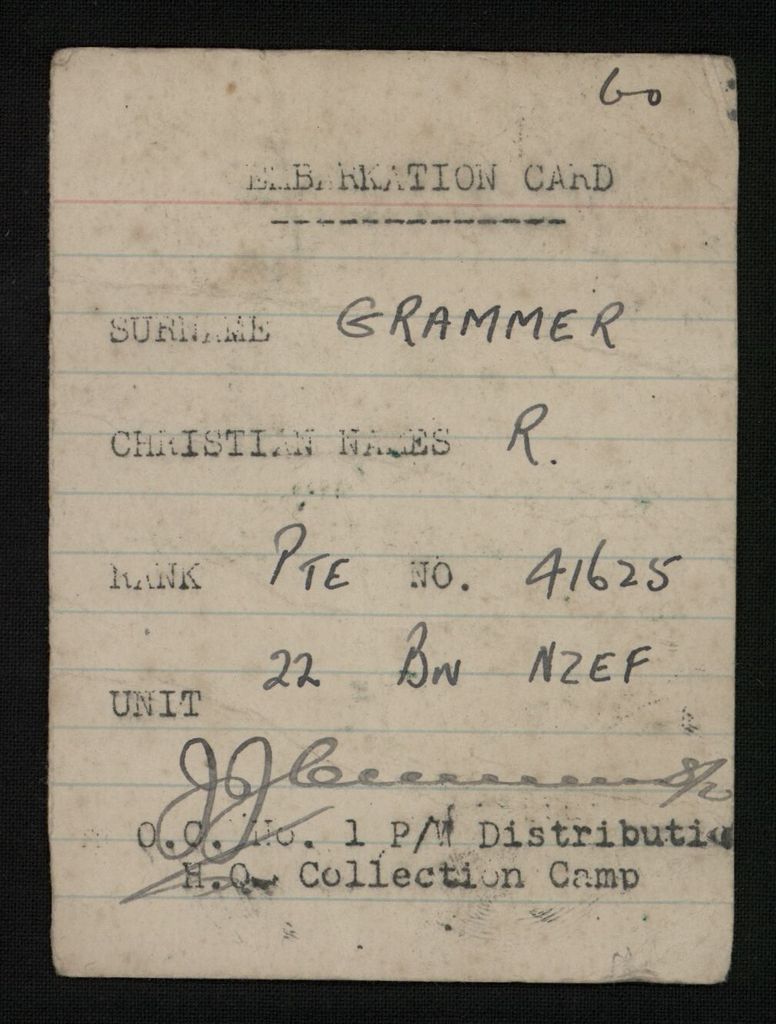 60
EMBARKATION CARD
SURNAME GRAMMER
CHRISTIAN NAMES R.
RANK PTE NO. 41625
UNIT 22 BN NZEF
O.C. No. 1 P/W Distributi
H.Q. Collection Camp